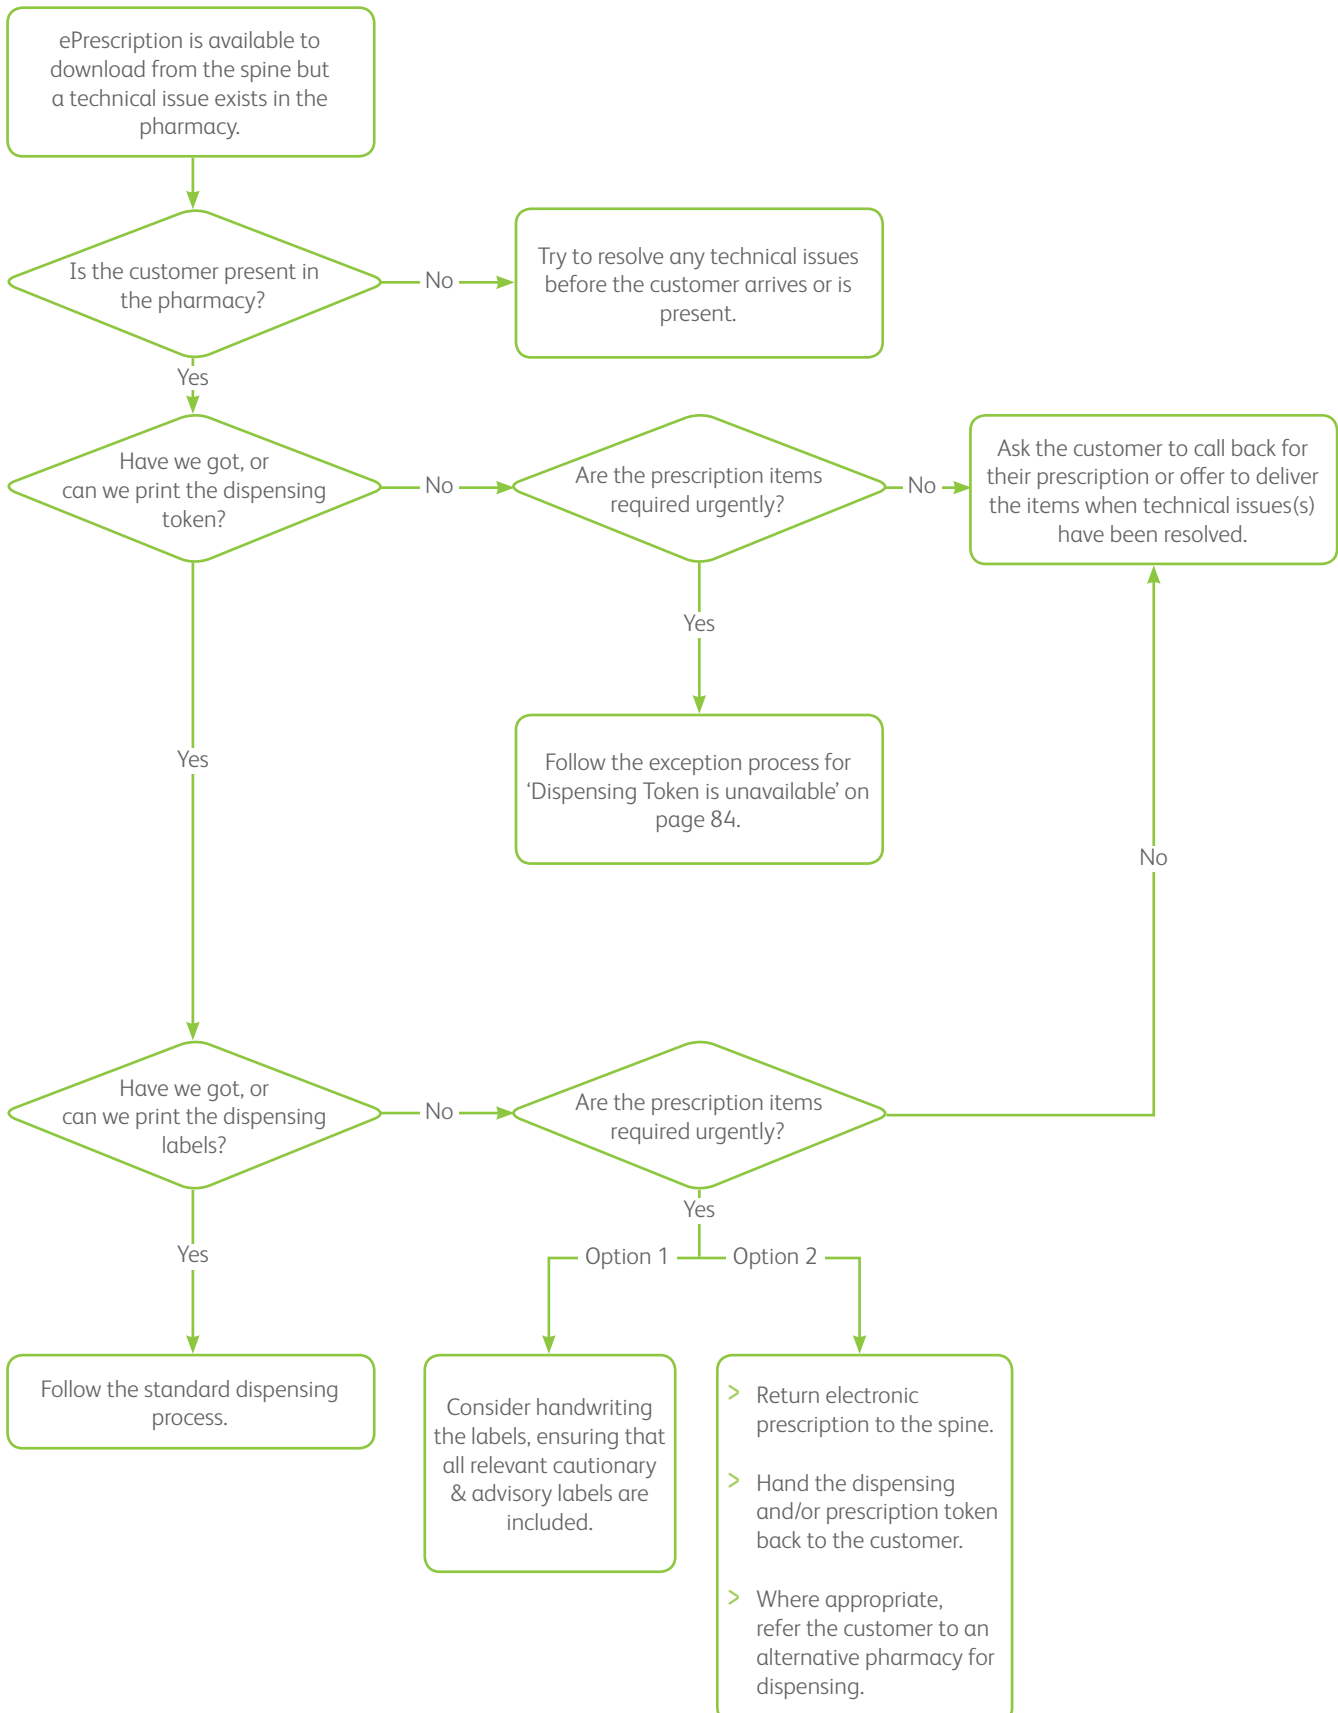 ePrescription is available to
download from the spine but
a technical issue exists in the
pharmacy.
Is the customer present in
the pharmacy?
No
Try to resolve any technical issues
before the customer arrives or is
present.
Yes
Have we got, or
can we print the dispensing
token?
No
Are the prescription items
required urgently?
No
Ask the customer to call back for
their prescription or offer to deliver
the items when technical issues(s)
have been resolved.
Yes
Follow the exception process for
‘Dispensing Token is unavailable’ on
page 84.
Yes
No
Have we got, or
can we print the dispensing
labels?
No
Are the prescription items
required urgently?
Yes
Yes
Option 1
Option 2
Follow the standard dispensing
process.
Consider handwriting
the labels, ensuring that
all relevant cautionary
& advisory labels are
included.
> Return electronic
prescription to the spine.
> Hand the dispensing
and/or prescription token
back to the customer.
> Where appropriate,
refer the customer to an
alternative pharmacy for
dispensing.